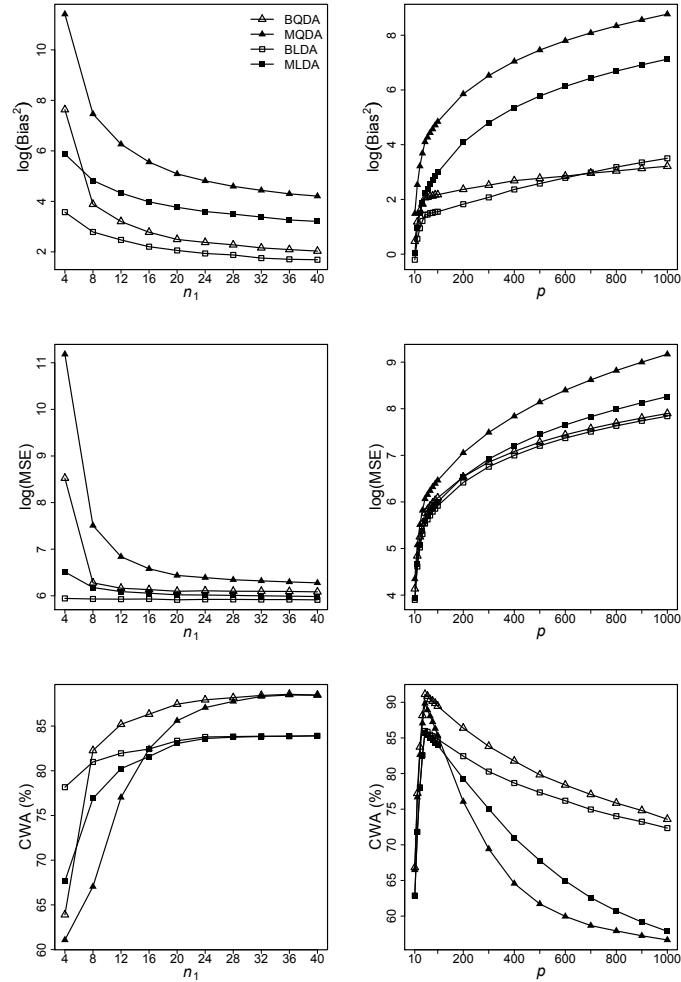 BQDA
MQDA
BLDA
MLDA
log(Bias²)
2 4 6 8 10
4 8 12 16 20 24 28 32 36 40
n₁
log(Bias²)
0 2 4 6 8
10 200 400 600 800 1000
p
log(MSE)
6 7 8 9 10 11
4 8 12 16 20 24 28 32 36 40
n₁
log(MSE)
4 5 6 7 8 9
10 200 400 600 800 1000
p
CWA (%)
60 65 70 75 80 85
4 8 12 16 20 24 28 32 36 40
n₁
CWA (%)
60 65 70 75 80 85 90
10 200 400 600 800 1000
p